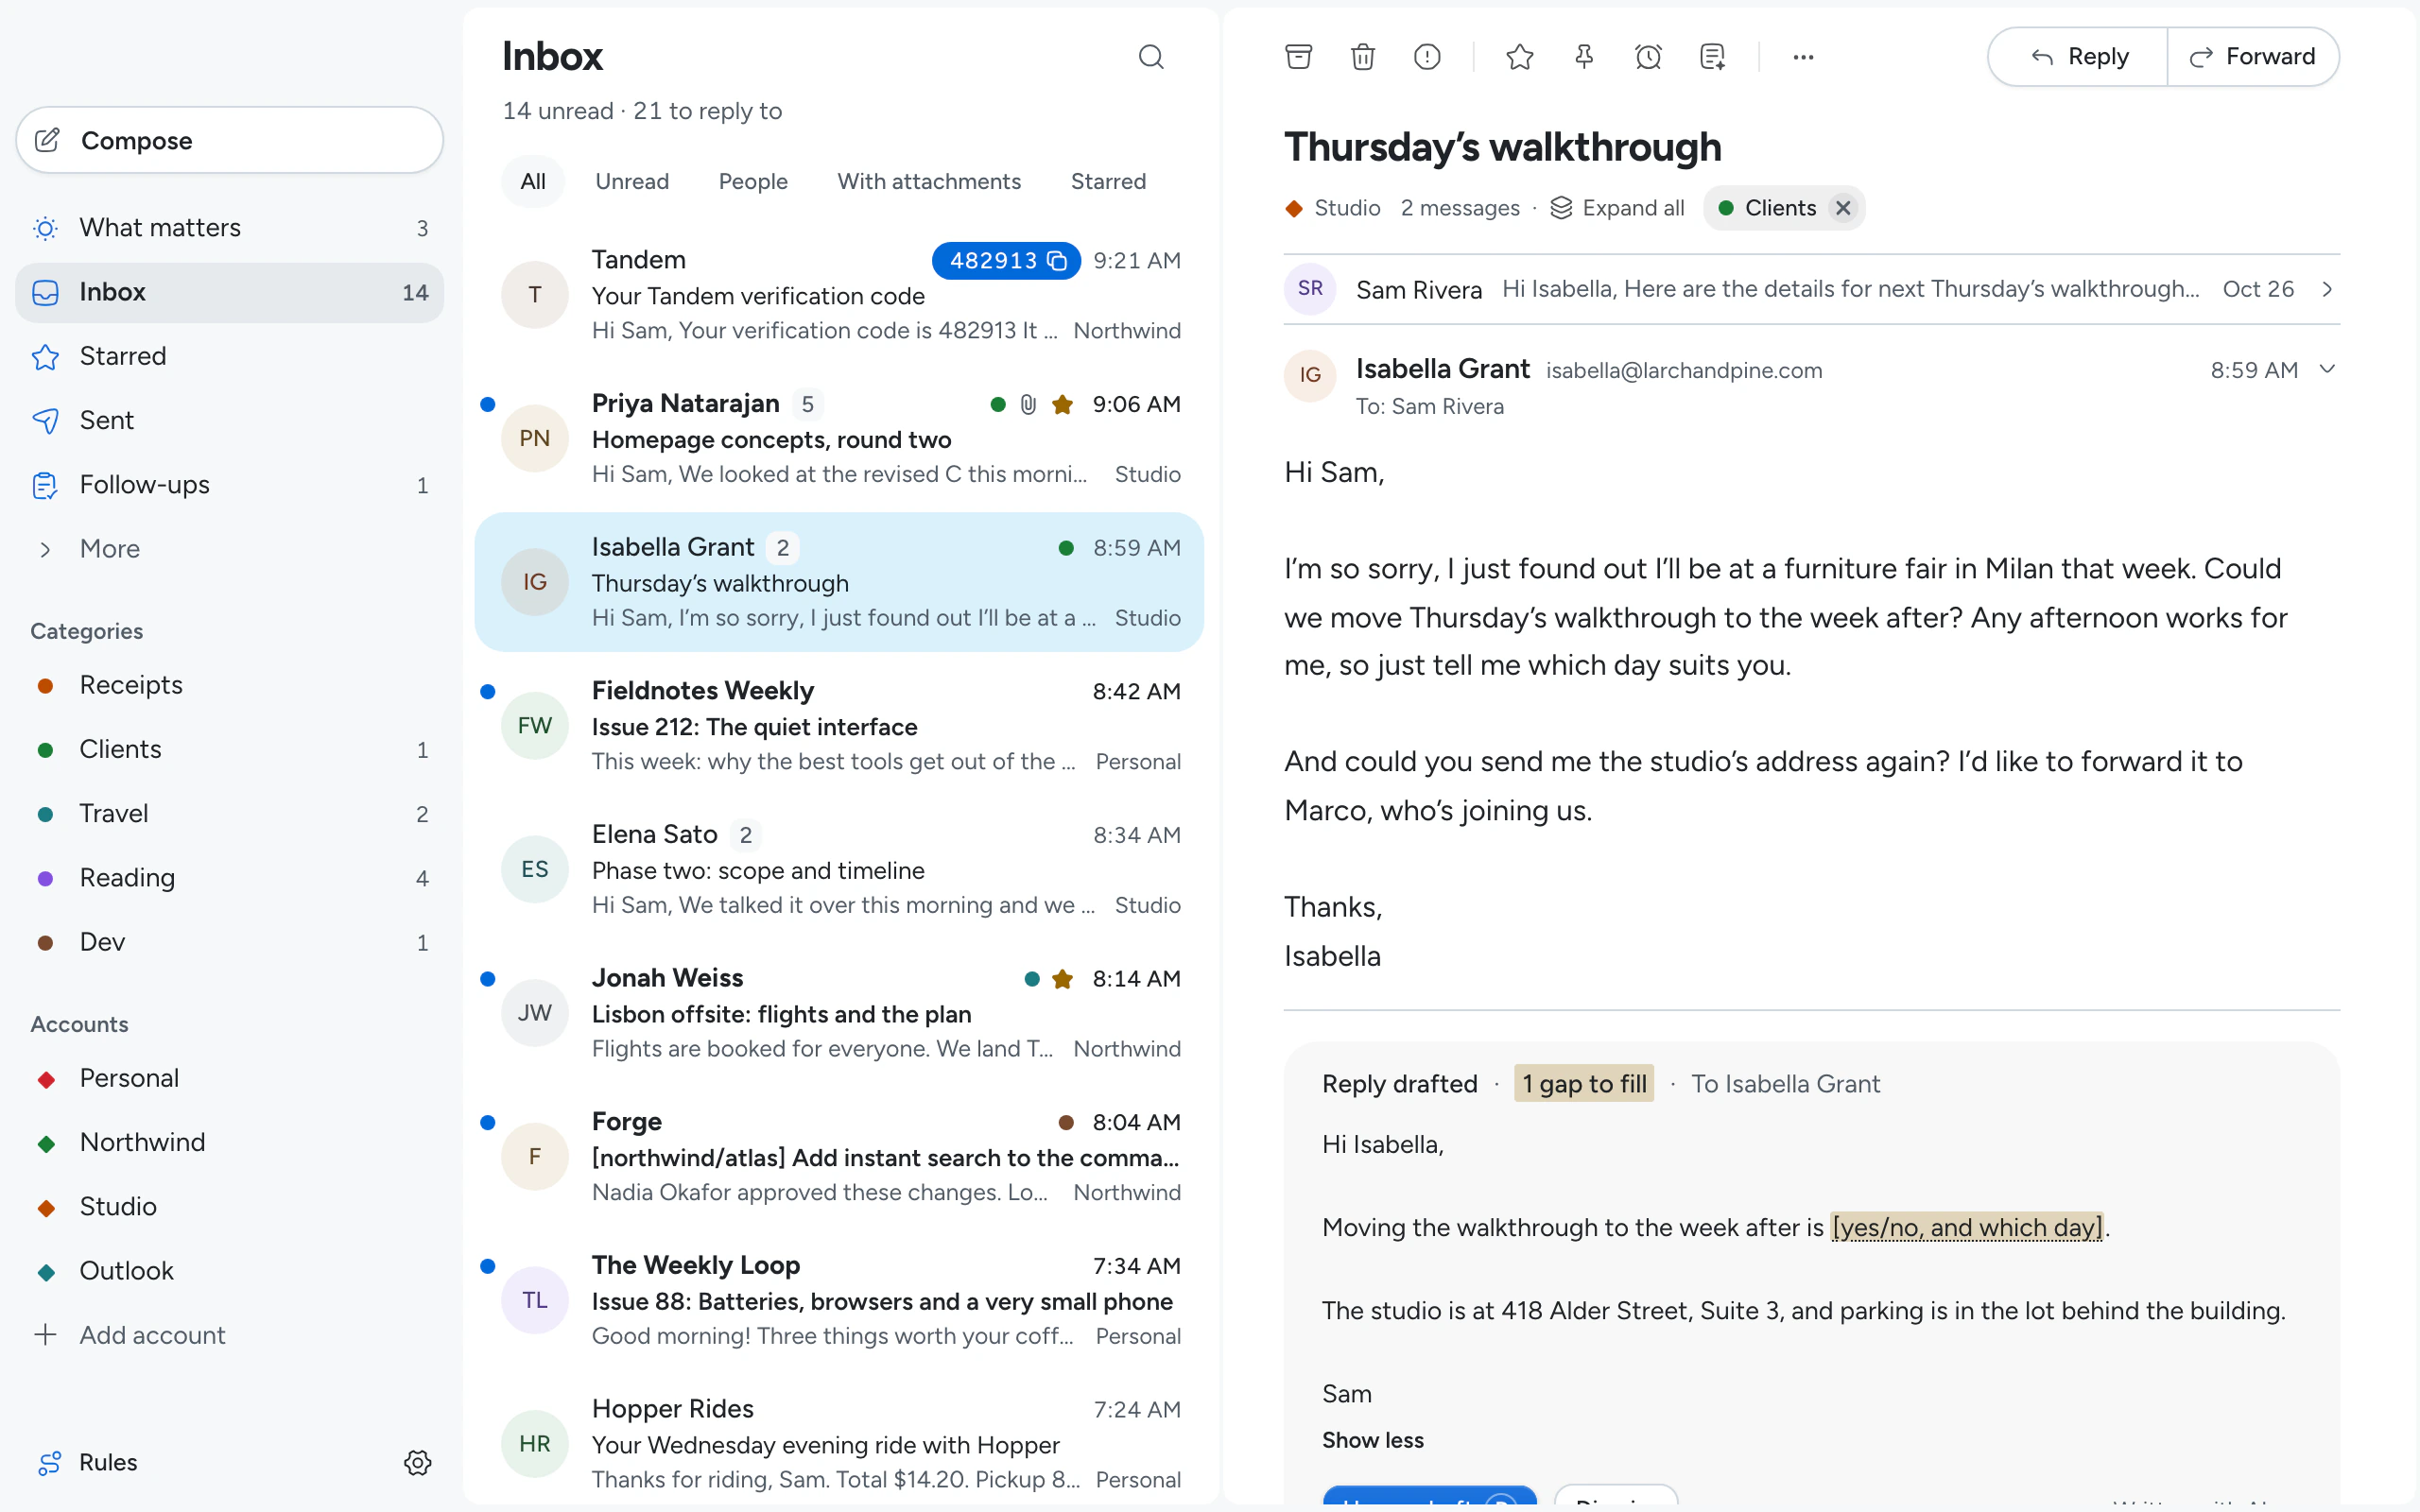 Compose
What matters 3
Inbox 14
Starred
Sent
Follow-ups 1
More
Categories
Receipts
Clients 1
Travel 2
Reading 4
Dev 1
Accounts
Personal
Northwind
Studio
Outlook
Add account
Rules
Inbox
14 unread · 21 to reply to
All Unread People With attachments Starred
Tandem 482913 9:21 AM
T
Your Tandem verification code
Hi Sam, Your verification code is 482913 It ... Northwind
Priya Natarajan 5 9:06 AM
PN
Homepage concepts, round two
Hi Sam, We looked at the revised C this morni... Studio
Isabella Grant 2 8:59 AM
IG
Thursday’s walkthrough
Hi Sam, I’m so sorry, I just found out I’ll be at a ... Studio
Fieldnotes Weekly 8:42 AM
FW
Issue 212: The quiet interface
This week: why the best tools get out of the ... Personal
Elena Sato 2 8:34 AM
ES
Phase two: scope and timeline
Hi Sam, We talked it over this morning and we ... Studio
Jonah Weiss 8:14 AM
JW
Lisbon offsite: flights and the plan
Flights are booked for everyone. We land T... Northwind
Forge 8:04 AM
F
[northwind/atlas] Add instant search to the comma...
Nadia Okafor approved these changes. Lo... Northwind
The Weekly Loop 7:34 AM
TL
Issue 88: Batteries, browsers and a very small phone
Good morning! Three things worth your coff... Personal
Hopper Rides 7:24 AM
HR
Your Wednesday evening ride with Hopper
Thanks for riding, Sam. Total $14.20. Pickup 8... Personal
Reply Forward
Thursday’s walkthrough
Studio 2 messages · Expand all Clients
SR Sam Rivera Hi Isabella, Here are the details for next Thursday’s walkthrough... Oct 26
IG Isabella Grant isabella@larchandpine.com 8:59 AM
To: Sam Rivera
Hi Sam,
I’m so sorry, I just found out I’ll be at a furniture fair in Milan that week. Could
we move Thursday’s walkthrough to the week after? Any afternoon works for
me, so just tell me which day suits you.
And could you send me the studio’s address again? I’d like to forward it to
Marco, who’s joining us.
Thanks,
Isabella
Reply drafted · 1 gap to fill · To Isabella Grant
Hi Isabella,
Moving the walkthrough to the week after is [yes/no, and which day].
The studio is at 418 Alder Street, Suite 3, and parking is in the lot behind the building.
Sam
Show less